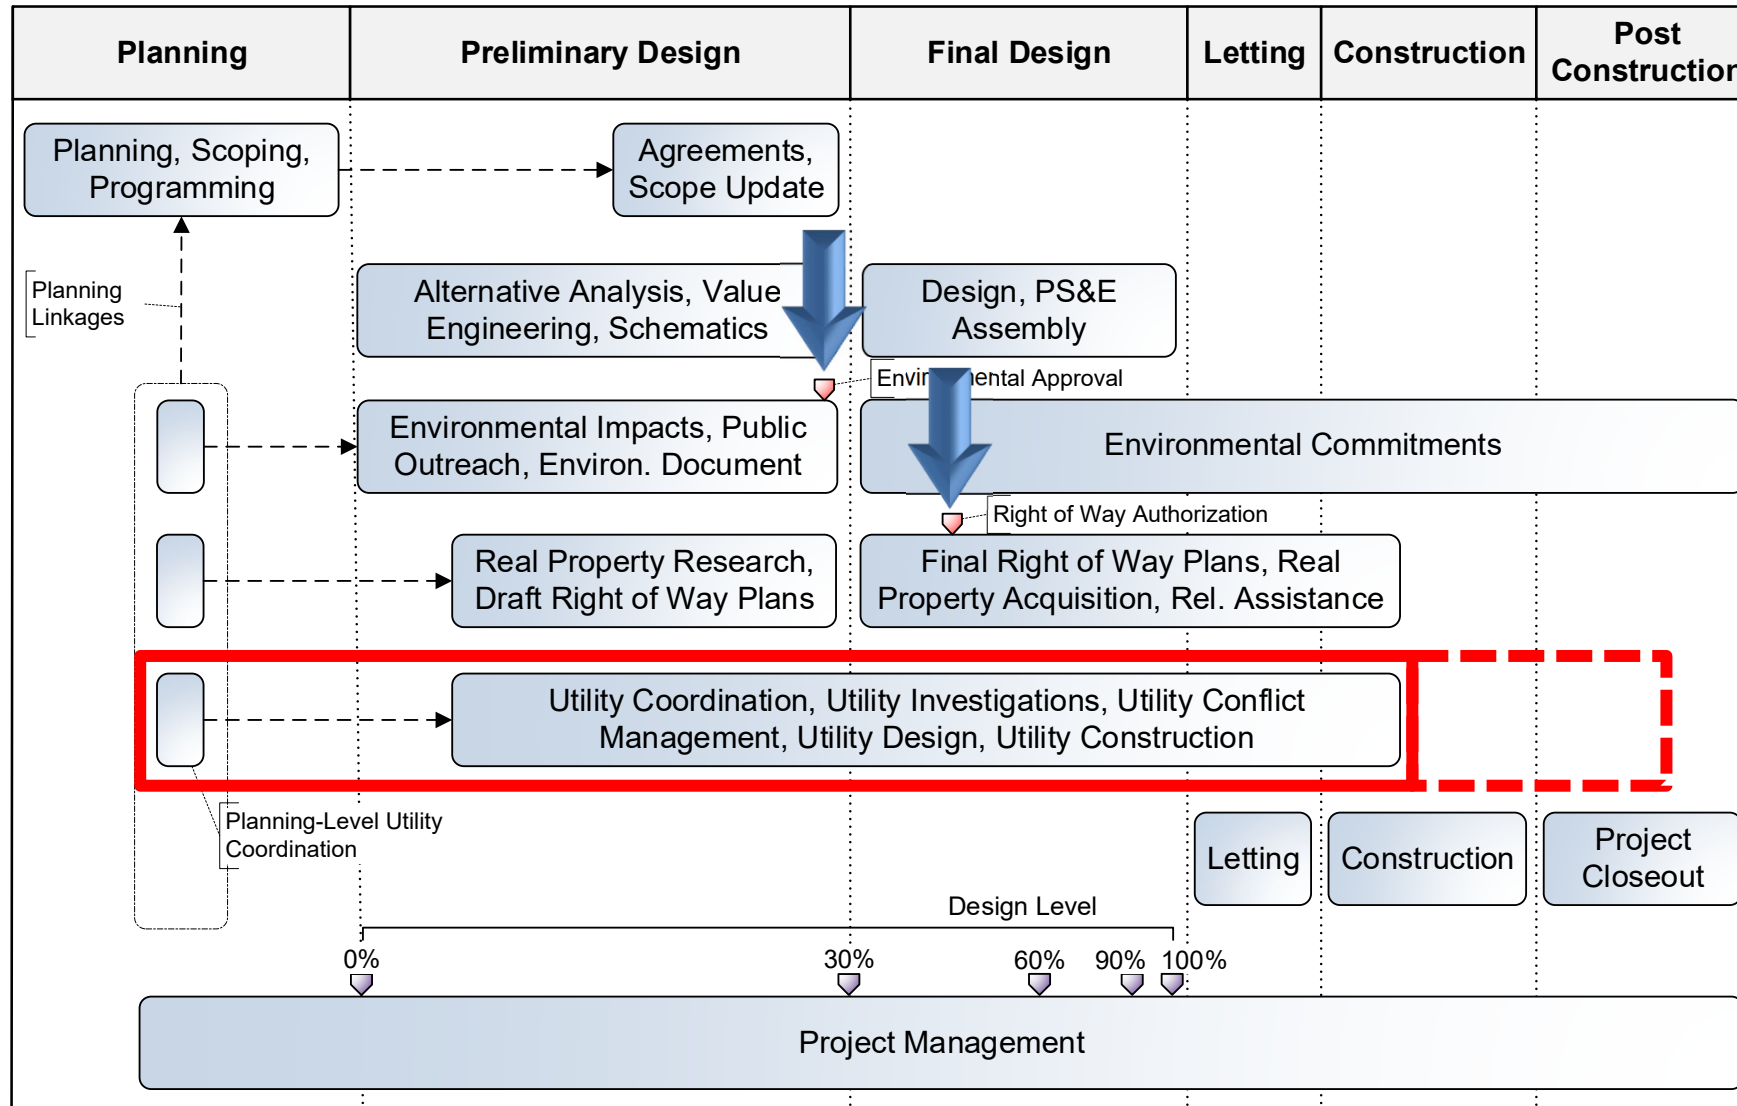 Planning
Preliminary Design
Final Design
Letting
Construction
Post
Construction
Planning, Scoping,
Programming
Agreements,
Scope Update
Planning
Linkages
Alternative Analysis, Value
Engineering, Schematics
Design, PS&E
Assembly
Environmental Approval
Environmental Impacts, Public
Outreach, Environ. Document
Environmental Commitments
Right of Way Authorization
Real Property Research,
Draft Right of Way Plans
Final Right of Way Plans, Real
Property Acquisition, Rel. Assistance
Utility Coordination, Utility Investigations, Utility Conflict
Management, Utility Design, Utility Construction
Planning-Level Utility
Coordination
Letting
Construction
Project
Closeout
Design Level
0%
30%
60%
90%
100%
Project Management